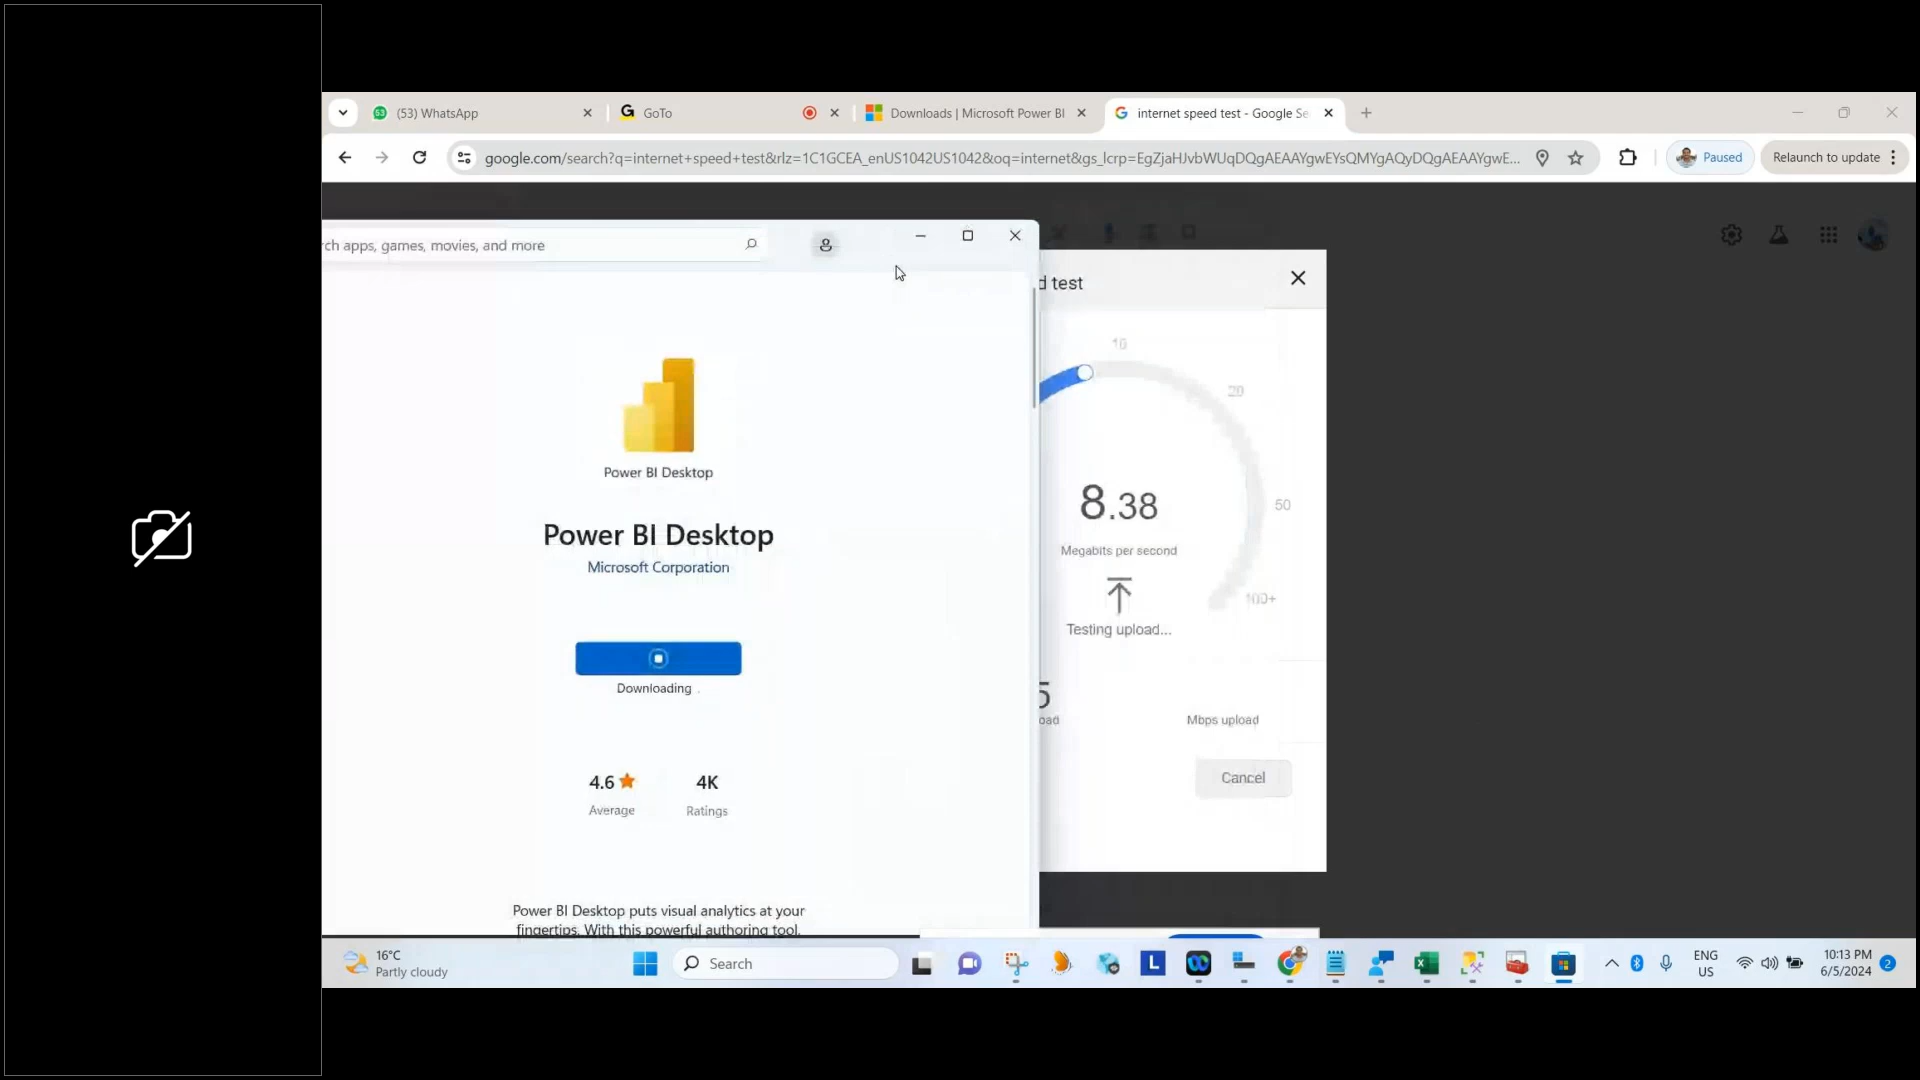 (53) WhatsApp
GoTo
Downloads | Microsoft Power BI
internet speed test - Google Se
google.com/search?q=internet+speed+test&rlz=1C1GCEA_enUS1042US1042&oq=internet&gs_lcrp=EgZjaHJvbWUqDQgAEAAYgwEYsQMYgAQyDQgAEAAYgwE...
Paused
Relaunch to update
rch apps, games, movies, and more
d test
10
20
50
100+
8.38
Megabits per second
Testing upload...
5
oad
Mbps upload
Cancel
Power BI Desktop
Power BI Desktop
Microsoft Corporation
Downloading .
4.6
4K
Average
Ratings
Power BI Desktop puts visual analytics at your
fingertips. With this powerful authoring tool,
16°C
Partly cloudy
Search
L
ENG
US
10:13 PM
6/5/2024
2